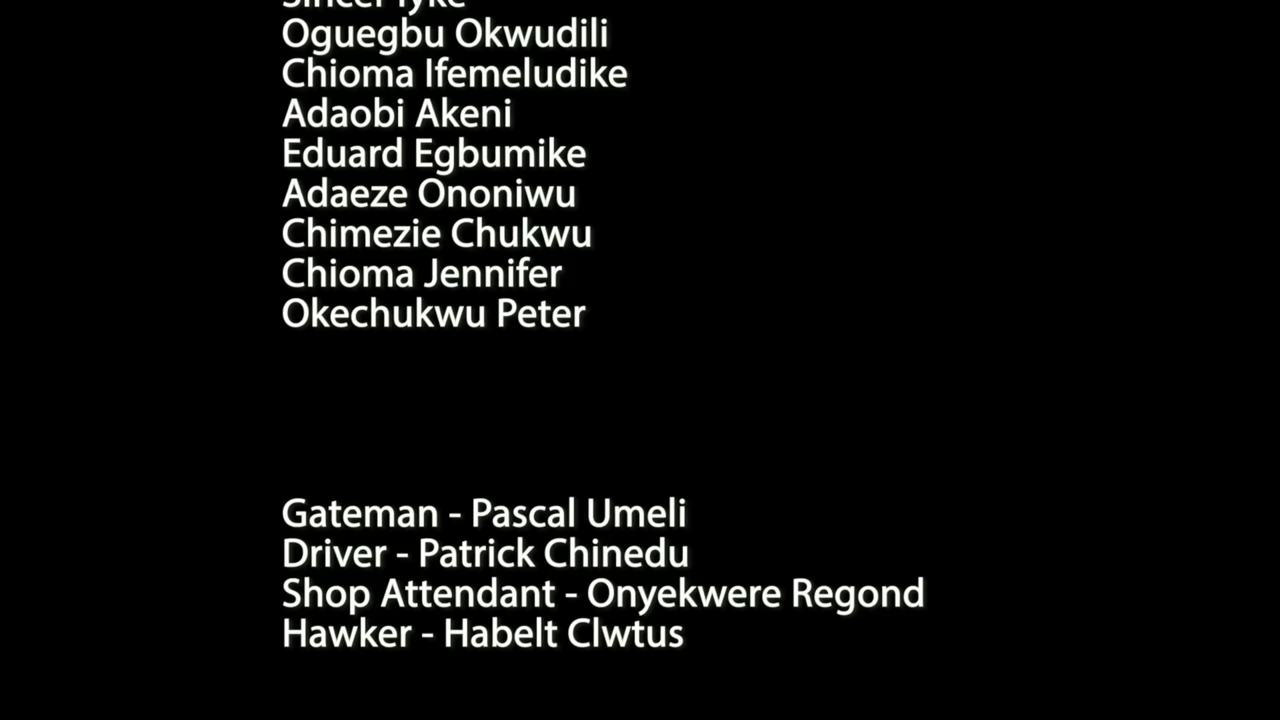 Oguegbu Okwudili
Chioma Ifemeludike
Adaobi Akeni
Eduard Egbumike
Adaeze Ononiwu
Chimezie Chukwu
Chioma Jennifer
Okechukwu Peter
Gateman - Pascal Umeli
Driver - Patrick Chinedu
Shop Attendant - Onyekwere Regond
Hawker - Habelt Clwtus